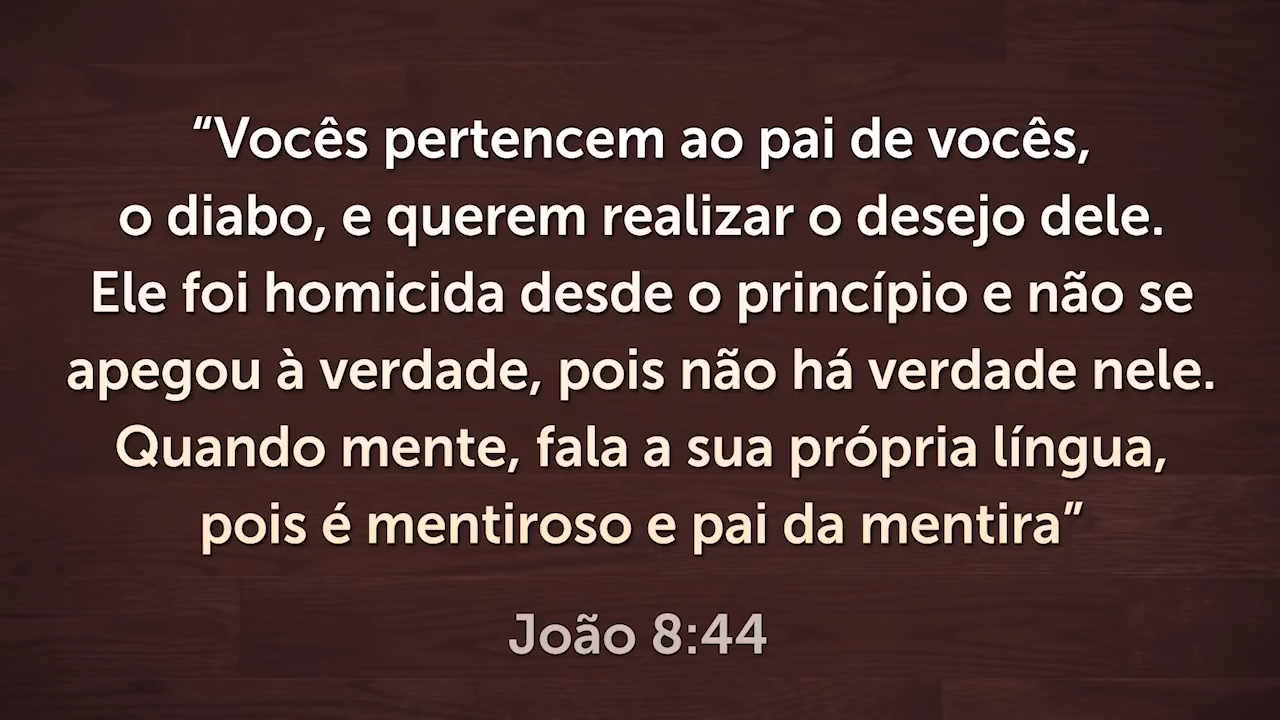 “Vocês pertencem ao pai de vocês,
o diabo, e querem realizar o desejo dele.
Ele foi homicida desde o princípio e não se
apegou à verdade, pois não há verdade nele.
Quando mente, fala a sua própria língua,
pois é mentiroso e pai da mentira”
João 8:44